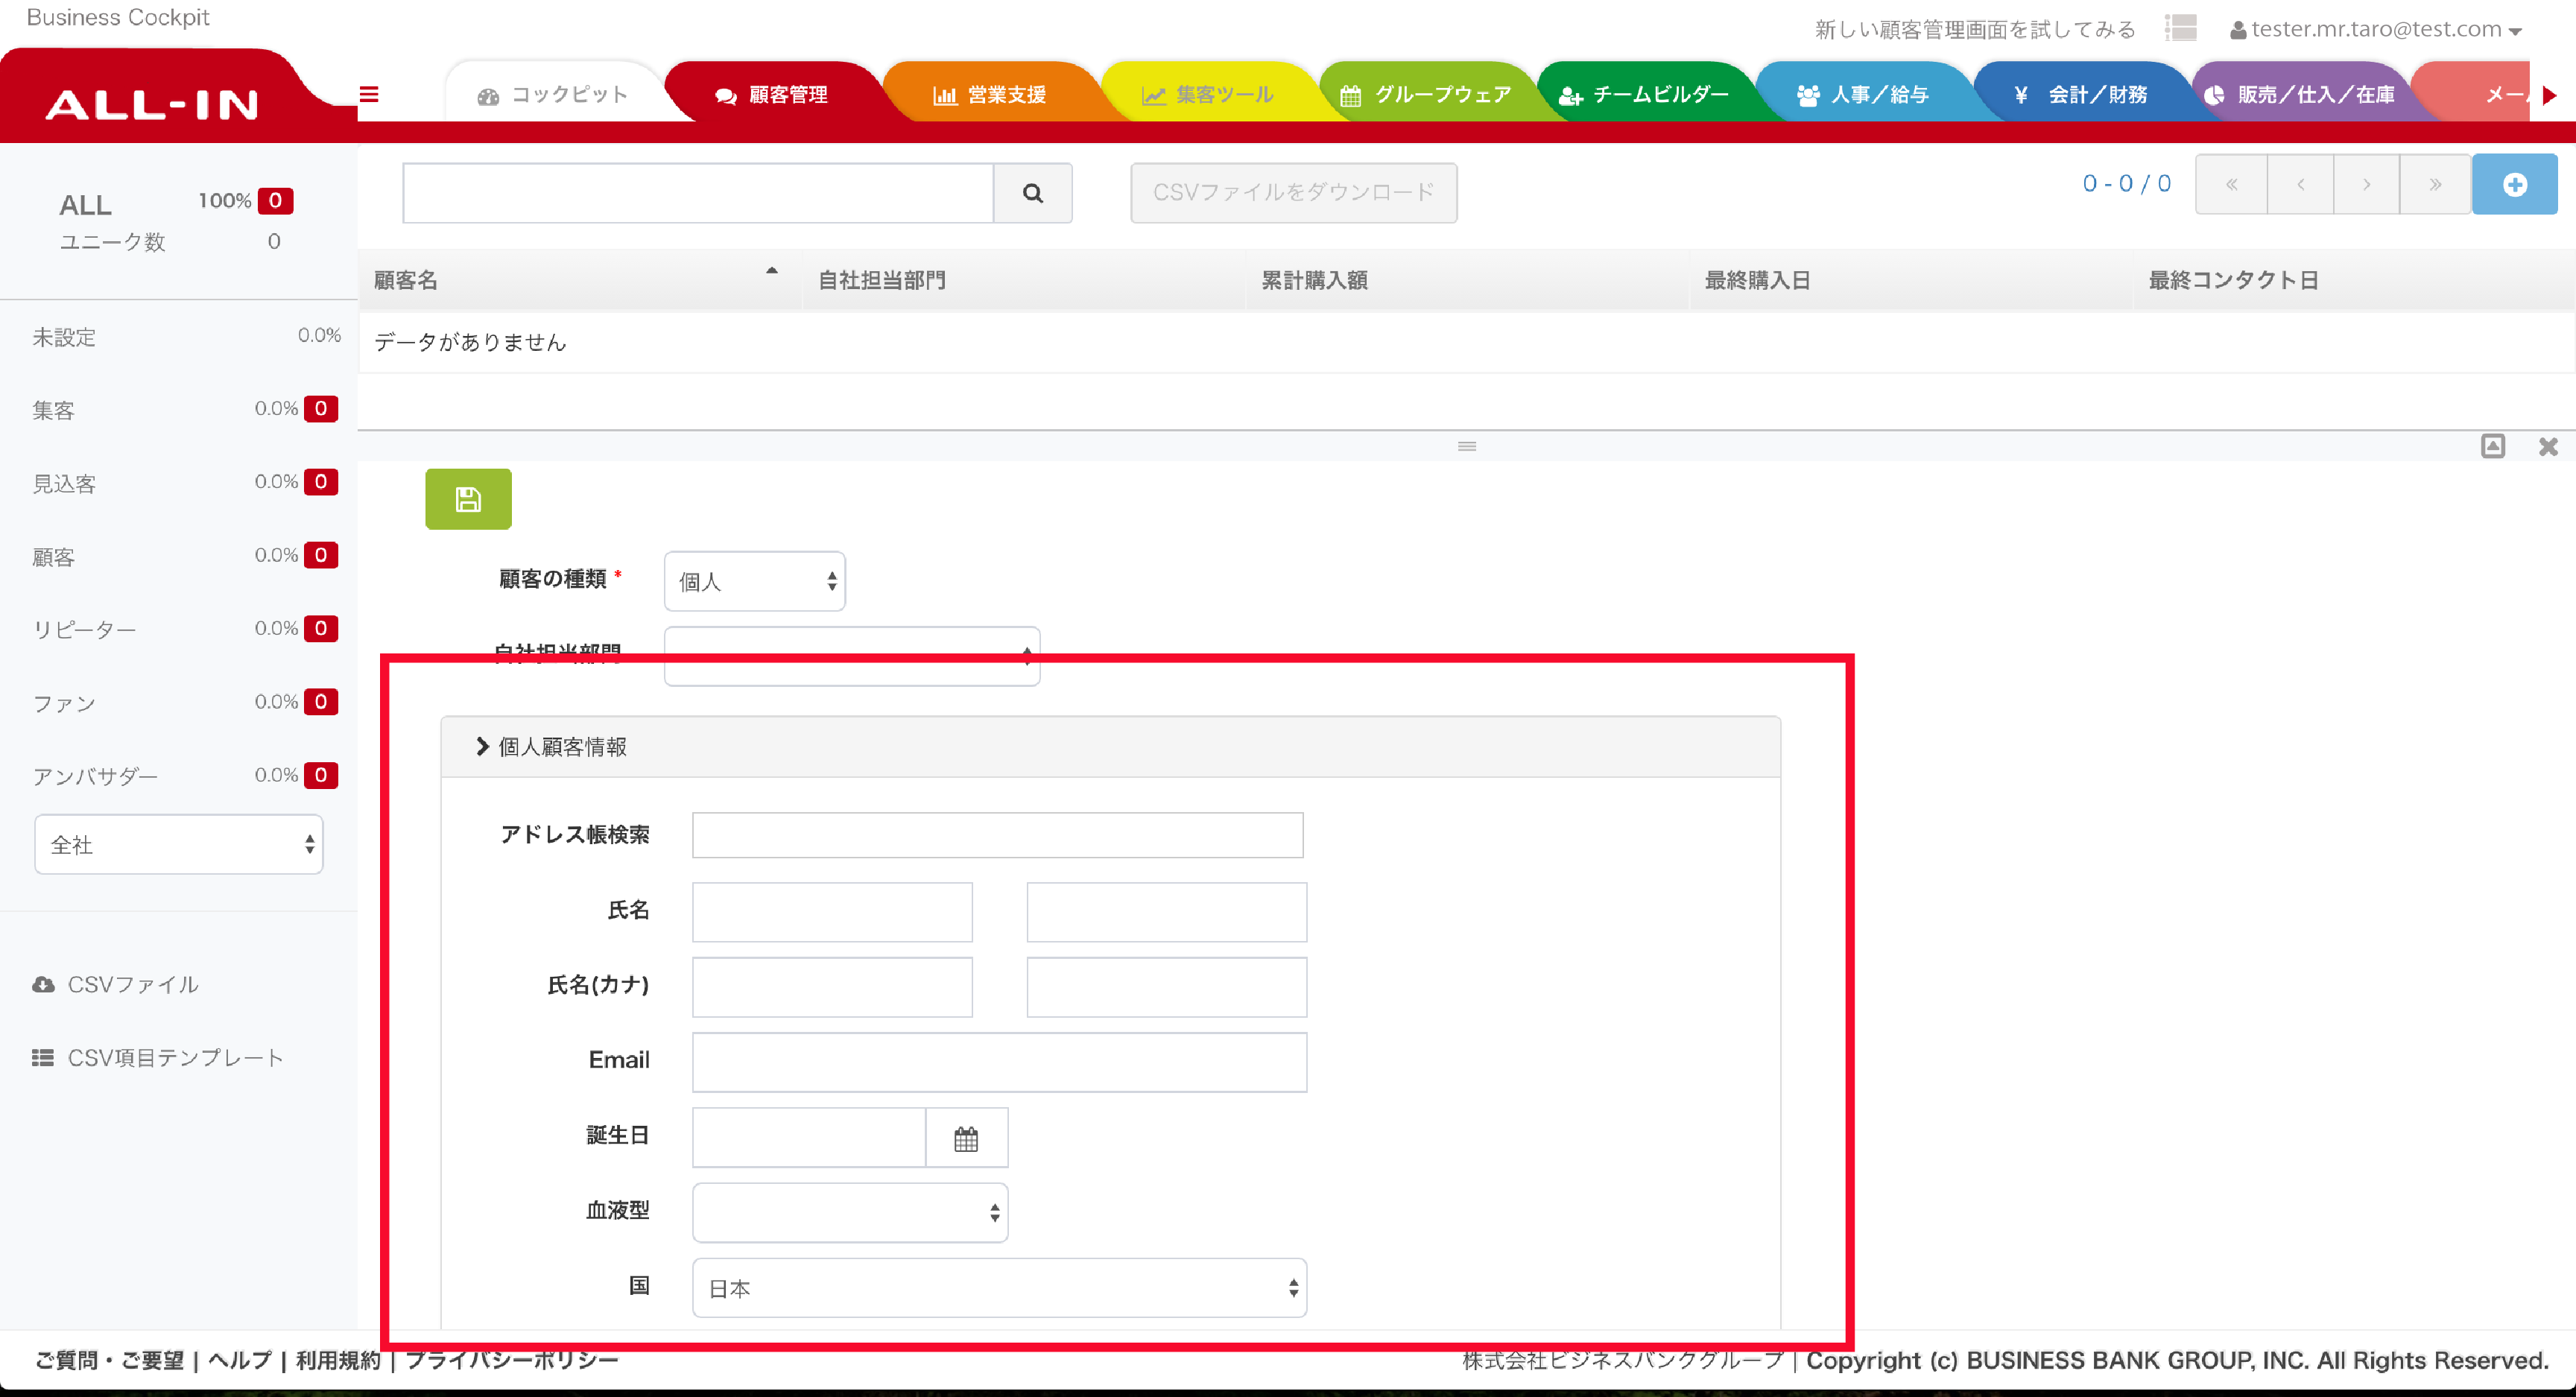 Business Cockpit
新しい顧客管理画面を試してみる tester.mr.taro@test.com
ALL-IN
コックピット 顧客管理 営業支援 集客ツール グループウェア チームビルダー 人事／給与 ¥ 会計／財務 販売／仕入／在庫 メー
ALL 100% 0
ユニーク数 0
CSVファイルをダウンロード 0 - 0 / 0 « ‹ › »
顧客名 自社担当部門 累計購入額 最終購入日 最終コンタクト日
データがありません
未設定 0.0%
集客 0.0% 0
見込客 0.0% 0
顧客 0.0% 0
リピーター 0.0% 0
ファン 0.0% 0
アンバサダー 0.0% 0
全社
CSVファイル
CSV項目テンプレート
顧客の種類 * 個人
自社担当部門
個人顧客情報
アドレス帳検索
氏名
氏名(カナ)
Email
誕生日
血液型
国 日本
ご質問・ご要望 | ヘルプ | 利用規約 | プライバシーポリシー
株式会社ビジネスバンクグループ | Copyright (c) BUSINESS BANK GROUP, INC. All Rights Reserved.